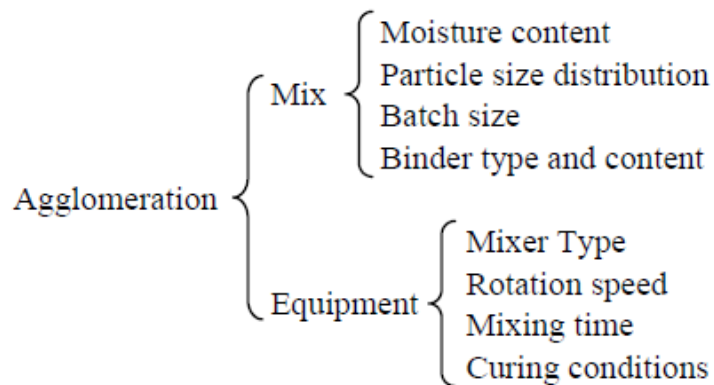 Agglomeration
Mix
Moisture content
Particle size distribution
Batch size
Binder type and content
Equipment
Mixer Type
Rotation speed
Mixing time
Curing conditions